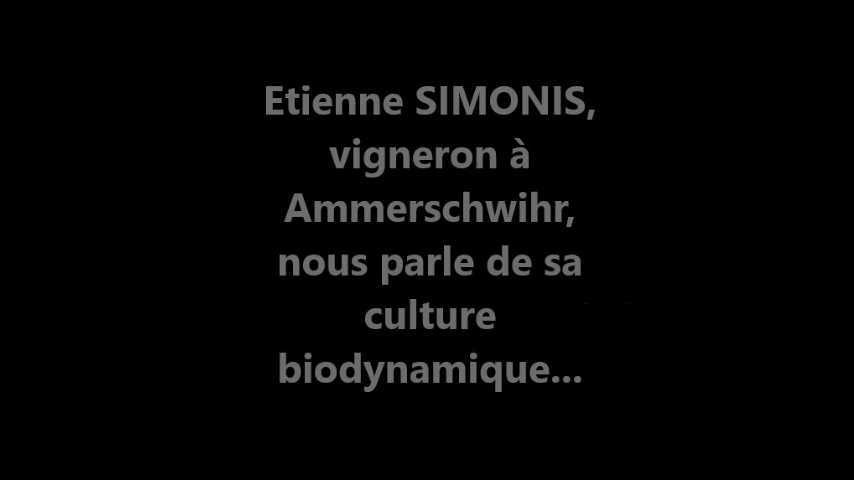 Etienne SIMONIS,
vigneron à
Ammerschwihr,
nous parle de sa
culture
biodynamique...